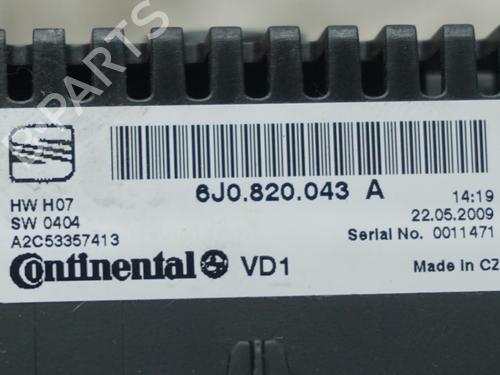 B-PARTS
6J0.820.043 A
HW H07
SW 0404
A2C53357413
14:19
22.05.2009
Serial No. 0011471
Continental VD1
Made in CZ